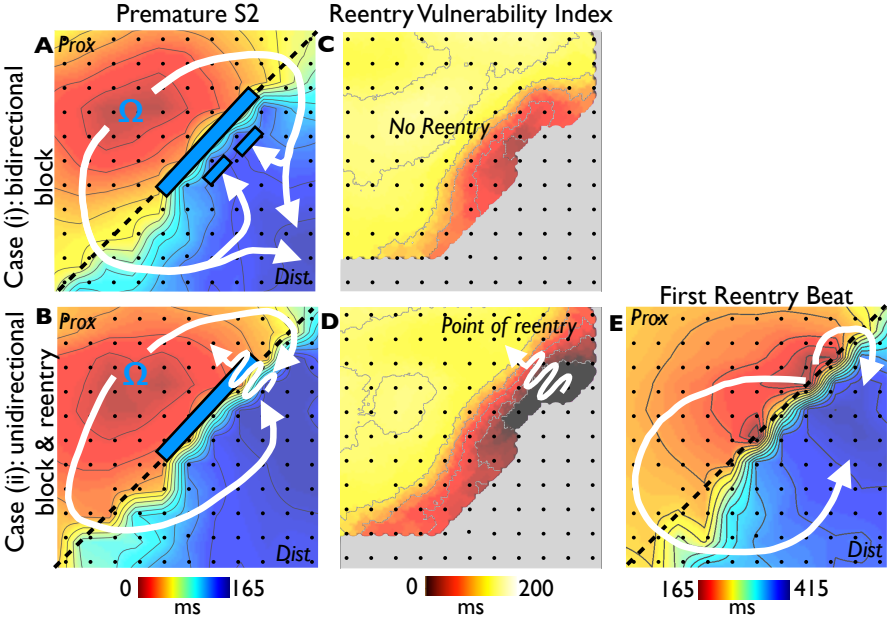 Premature S2
Reentry Vulnerability Index
Case (i): bidirectional
block
A
Prox
Ω
Dist
C
No Reentry
Case (ii): unidirectional
block & reentry
B
Prox
Ω
Dist
D
Point of reentry
First Reentry Beat
E
Prox
Dist
0
165
ms
0
200
ms
165
415
ms